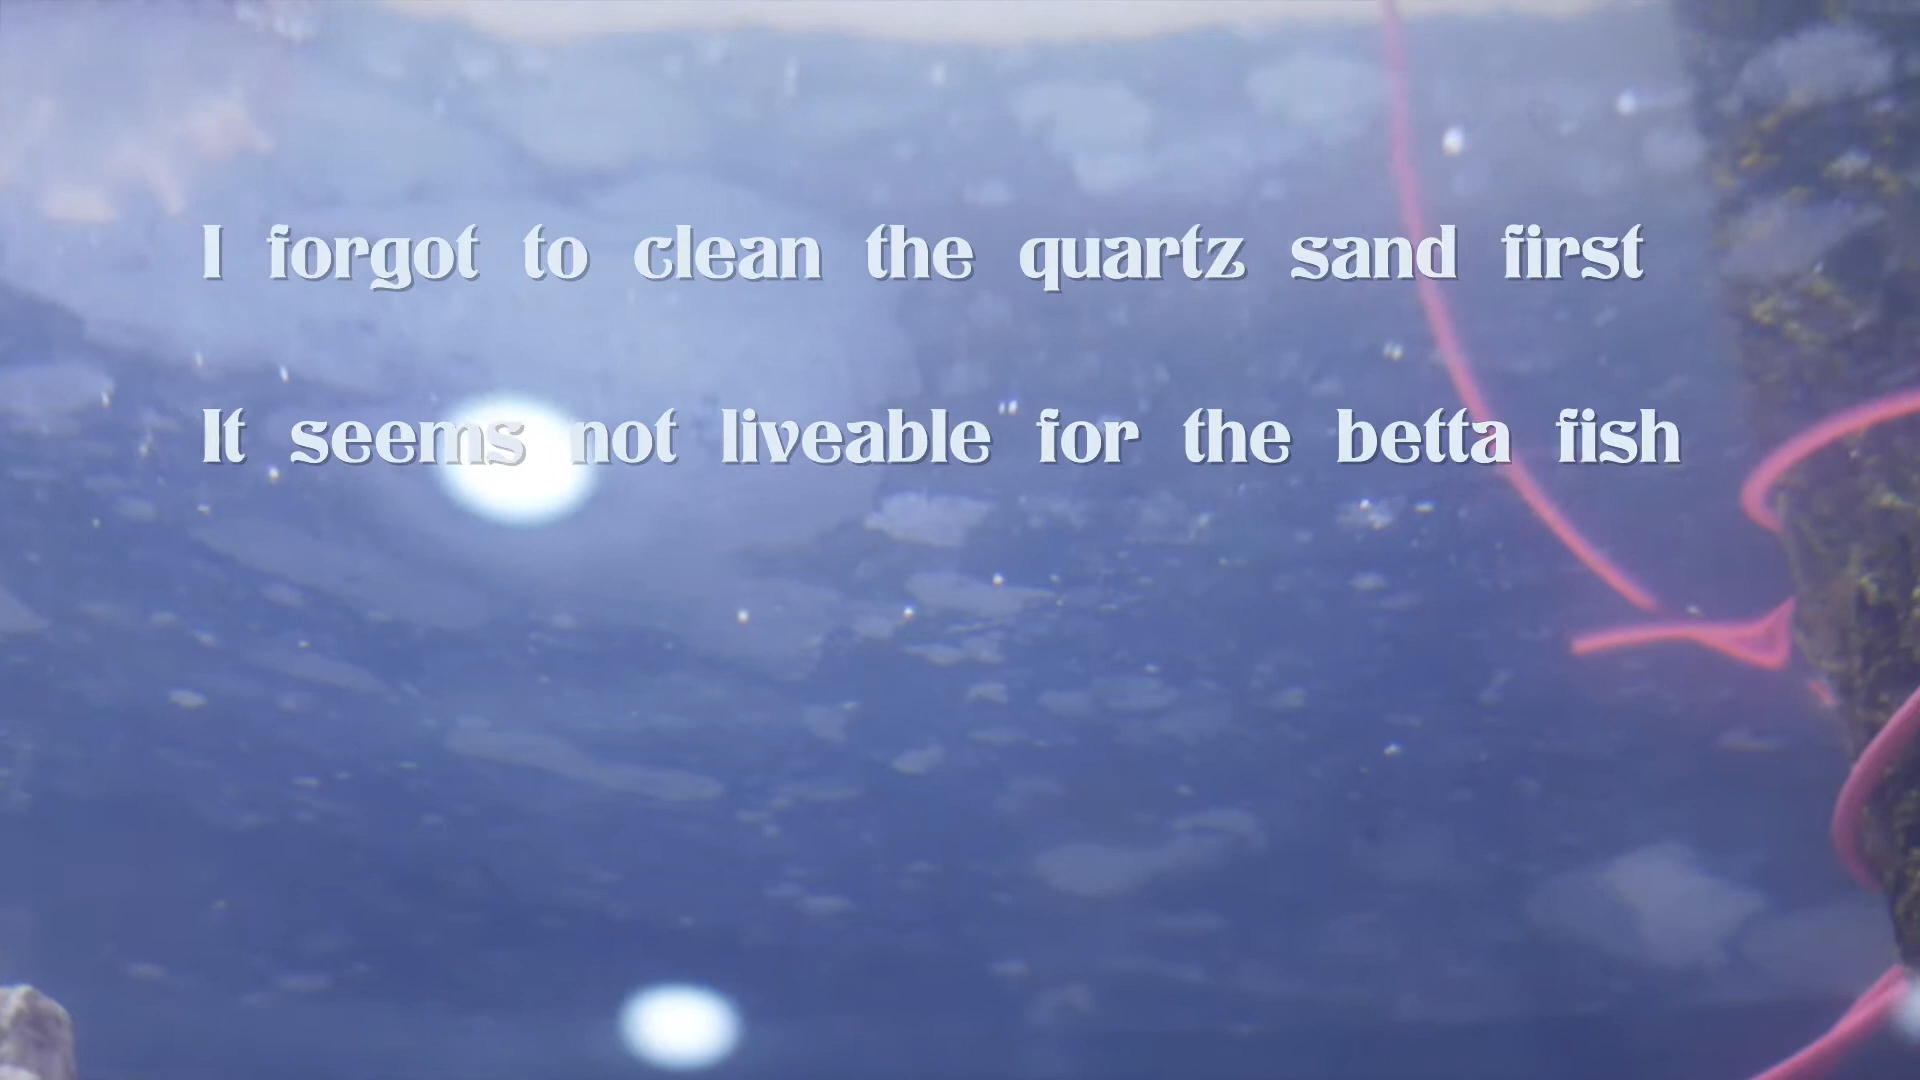 I forgot to clean the quartz sand first
It seems not liveable for the betta fish